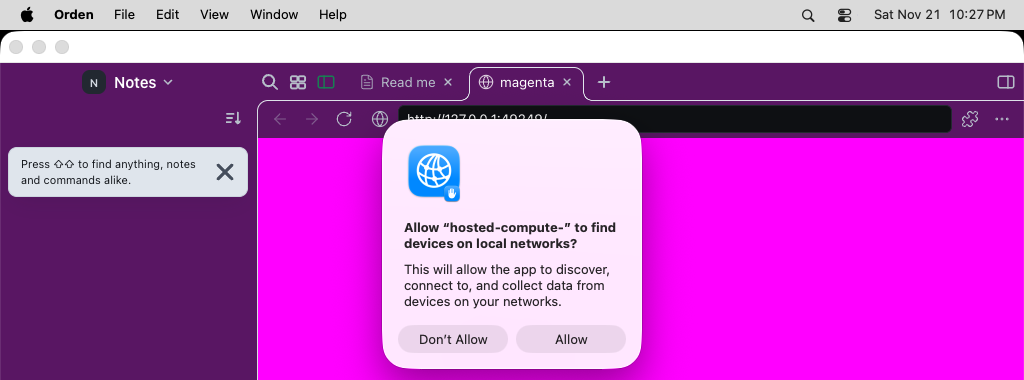 Orden File Edit View Window Help Sat Nov 21 10:27 PM
N Notes Read me magenta
Press ⇧⇧ to find anything, notes
and commands alike.
Allow “hosted-compute-” to find
devices on local networks?
This will allow the app to discover,
connect to, and collect data from
devices on your networks.
Don’t Allow Allow